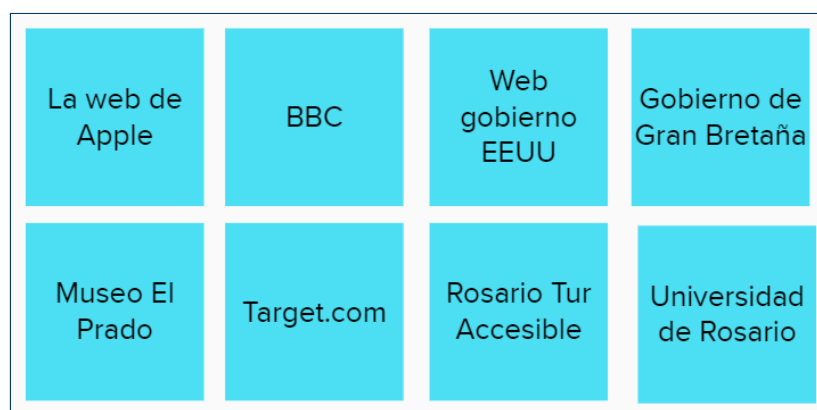 La web de
Apple
BBC
Web
gobierno
EEUU
Gobierno de
Gran Bretaña
Museo El
Prado
Target.com
Rosario Tur
Accesible
Universidad
de Rosario